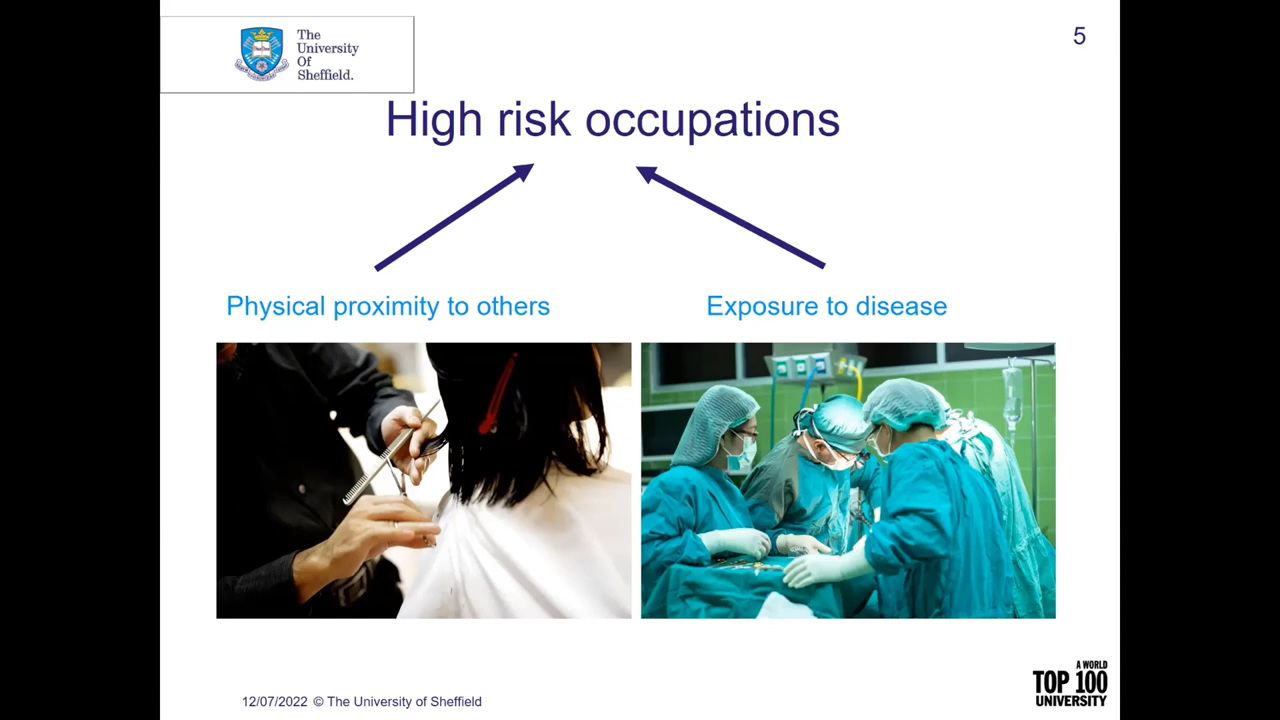 The
University
Of
Sheffield.
5
High risk occupations
Physical proximity to others
Exposure to disease
12/07/2022 © The University of Sheffield
A WORLD
TOP 100
UNIVERSITY